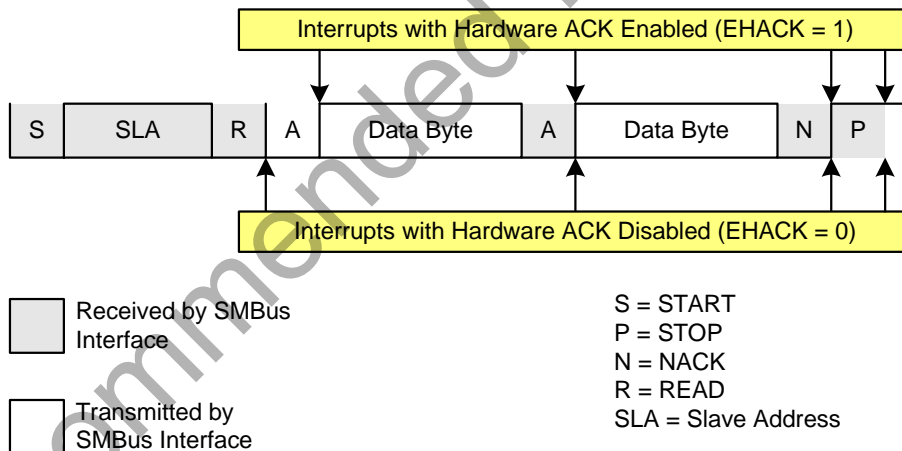 Interrupts with Hardware ACK Enabled (EHACK = 1)
S SLA R A Data Byte A Data Byte N P
Interrupts with Hardware ACK Disabled (EHACK = 0)
Received by SMBus
Interface
Transmitted by
SMBus Interface
S = START
P = STOP
N = NACK
R = READ
SLA = Slave Address
ommended